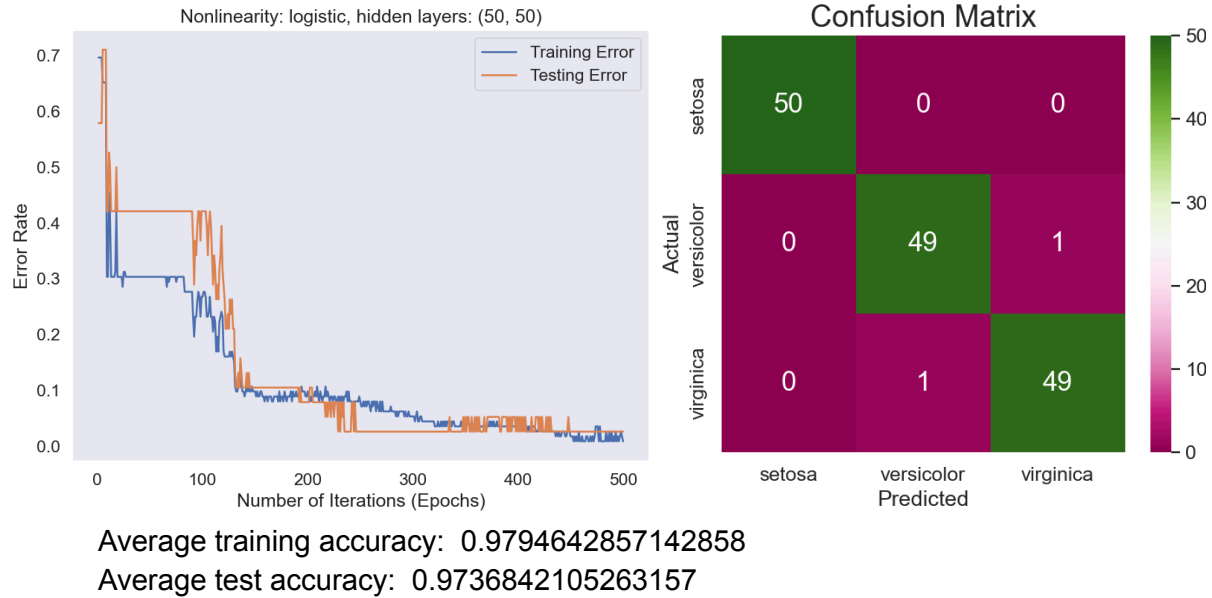 Nonlinearity: logistic, hidden layers: (50, 50)
Training Error
Testing Error
0.7
0.6
0.5
0.4
0.3
0.2
0.1
0.0
Error Rate
0 100 200 300 400 500
Number of Iterations (Epochs)
Confusion Matrix
Actual
setosa
versicolor
virginica
50 0 0
0 49 1
0 1 49
setosa versicolor virginica
Predicted
50
40
30
20
10
0
Average training accuracy: 0.9794642857142858
Average test accuracy: 0.9736842105263157